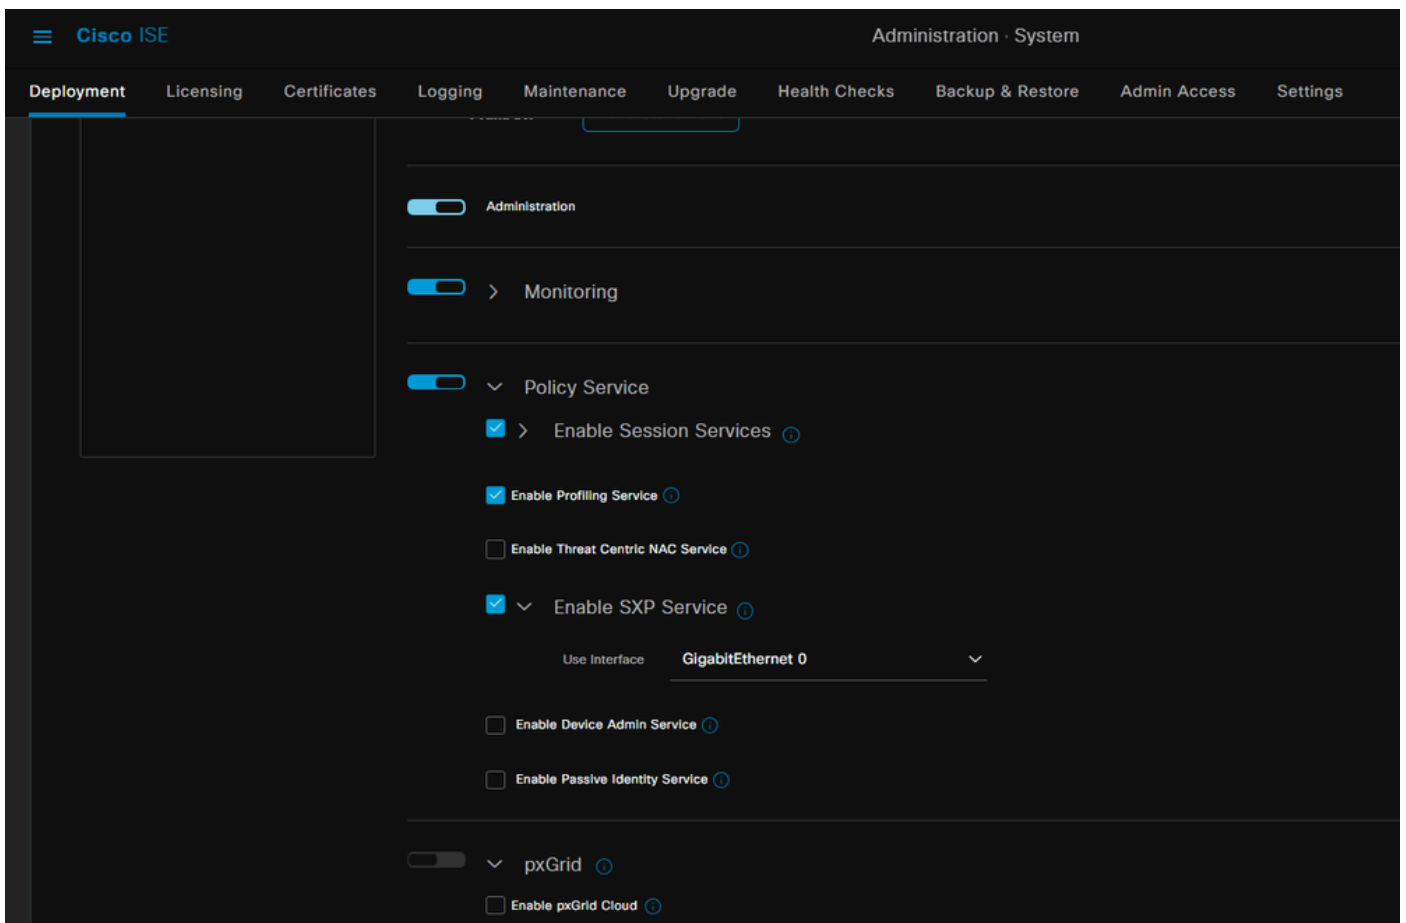 Cisco ISE
Administration · System
Deployment Licensing Certificates Logging Maintenance Upgrade Health Checks Backup & Restore Admin Access Settings
Administration
Monitoring
Policy Service
Enable Session Services
Enable Profiling Service
Enable Threat Centric NAC Service
Enable SXP Service
Use Interface GigabitEthernet 0
Enable Device Admin Service
Enable Passive Identity Service
pxGrid
Enable pxGrid Cloud